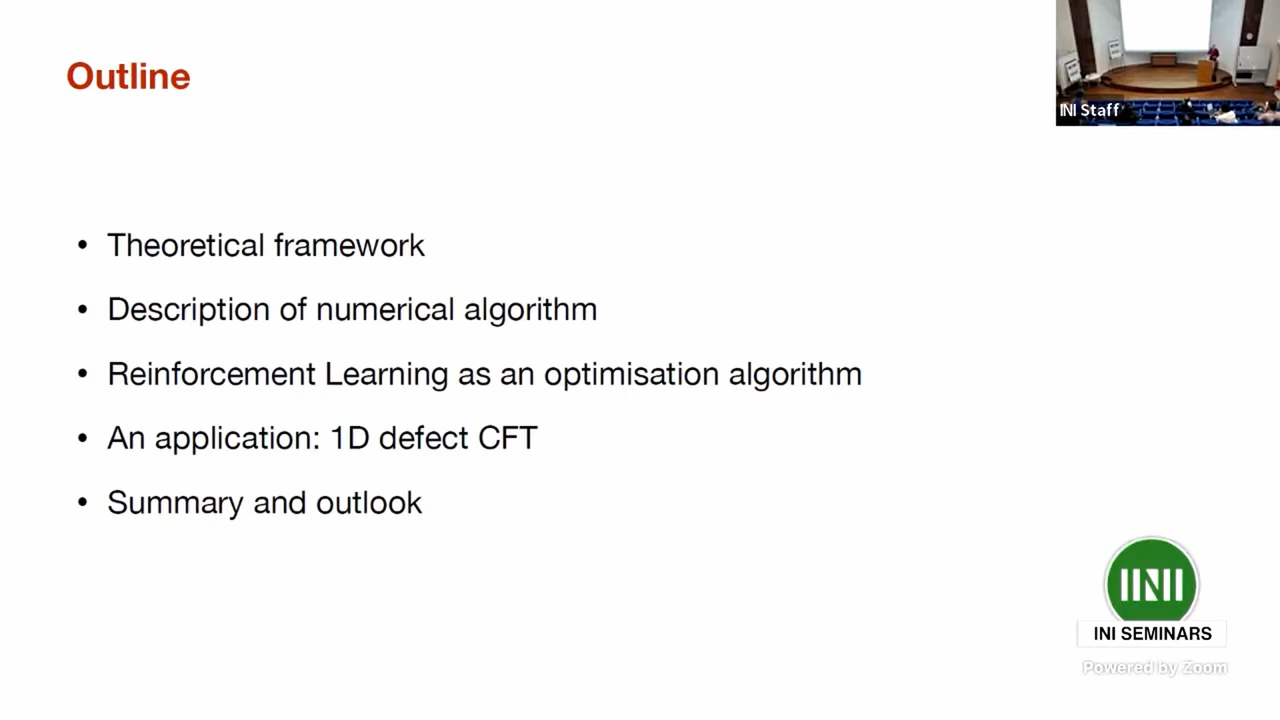 Outline
INI Staff
• Theoretical framework
• Description of numerical algorithm
• Reinforcement Learning as an optimisation algorithm
• An application: 1D defect CFT
• Summary and outlook
INI
INI SEMINARS
Powered by Zoom